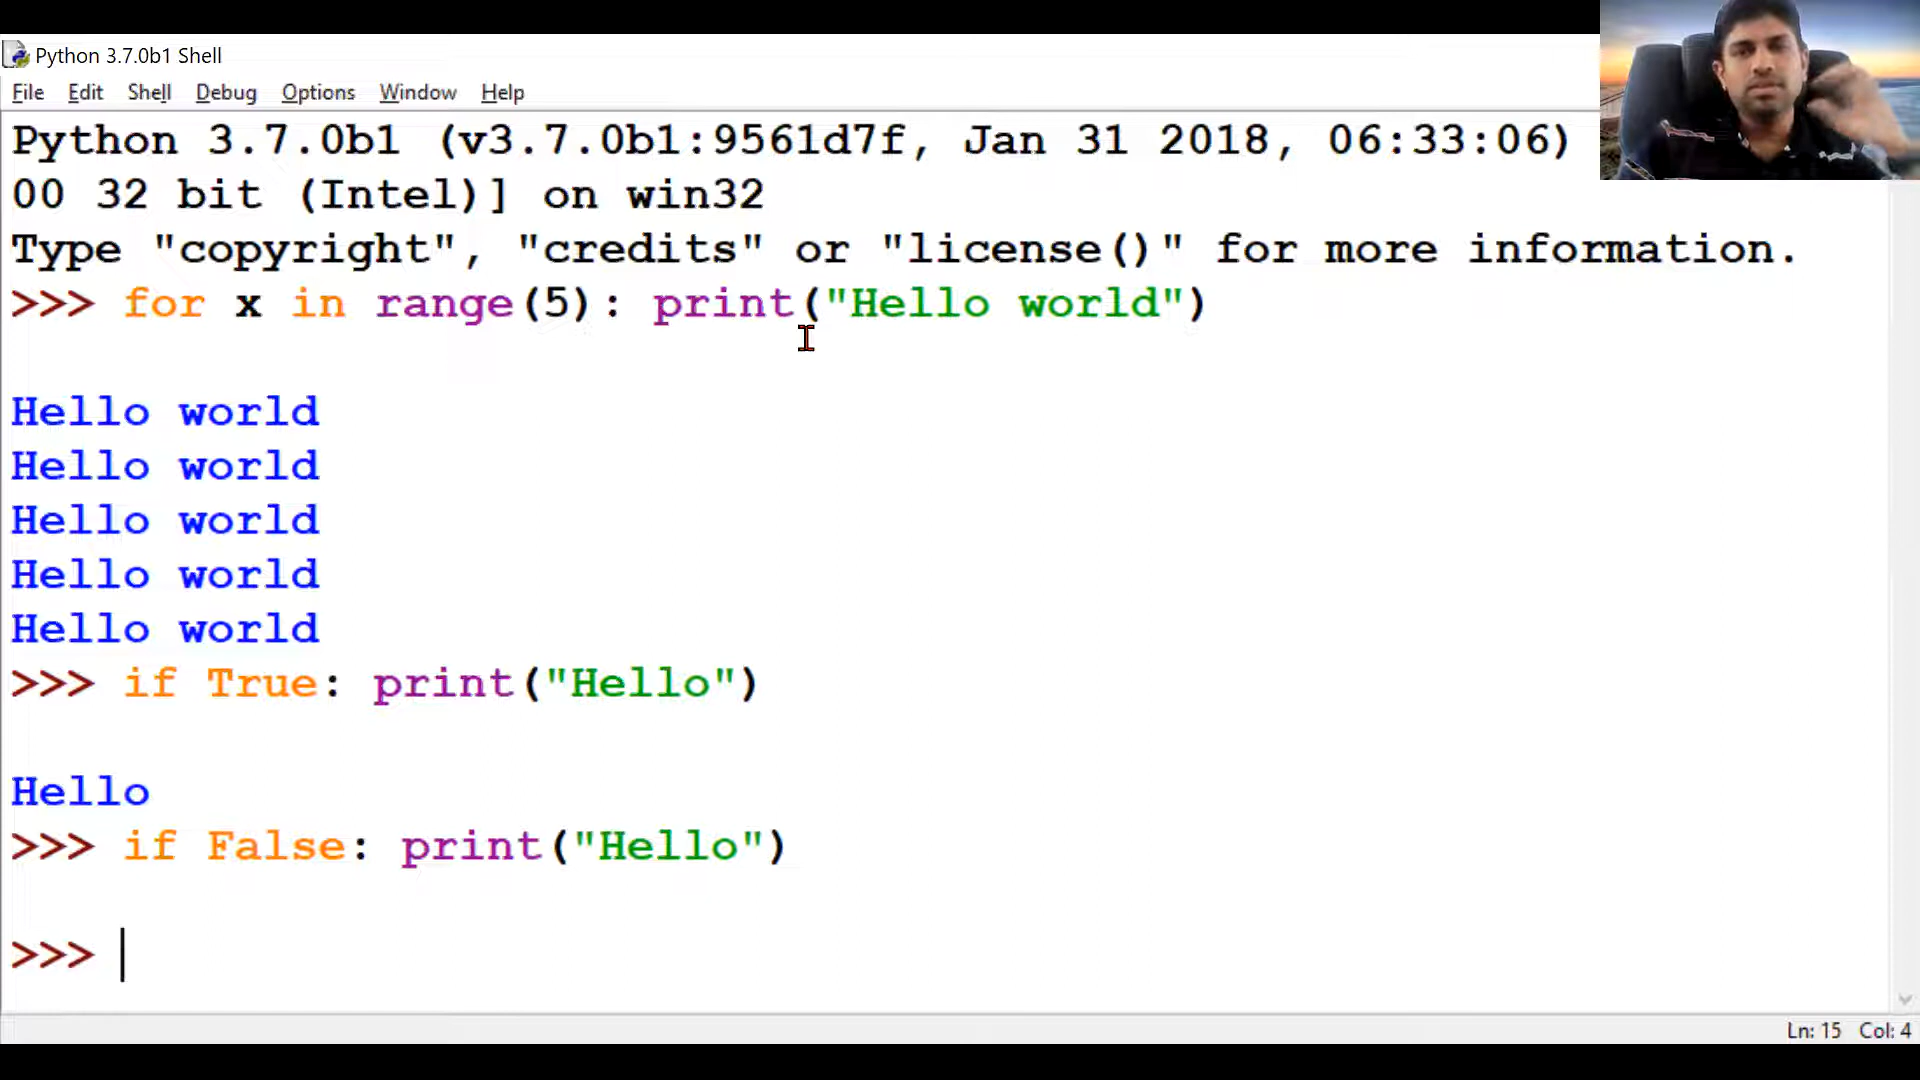 Python 3.7.0b1 Shell
File Edit Shell Debug Options Window Help
Python 3.7.0b1 (v3.7.0b1:9561d7f, Jan 31 2018, 06:33:06)
00 32 bit (Intel)] on win32
Type "copyright", "credits" or "license()" for more information.
>>> for x in range(5): print("Hello world")
Hello world
Hello world
Hello world
Hello world
Hello world
>>> if True: print("Hello")
Hello
>>> if False: print("Hello")
>>>
Ln: 15 Col: 4